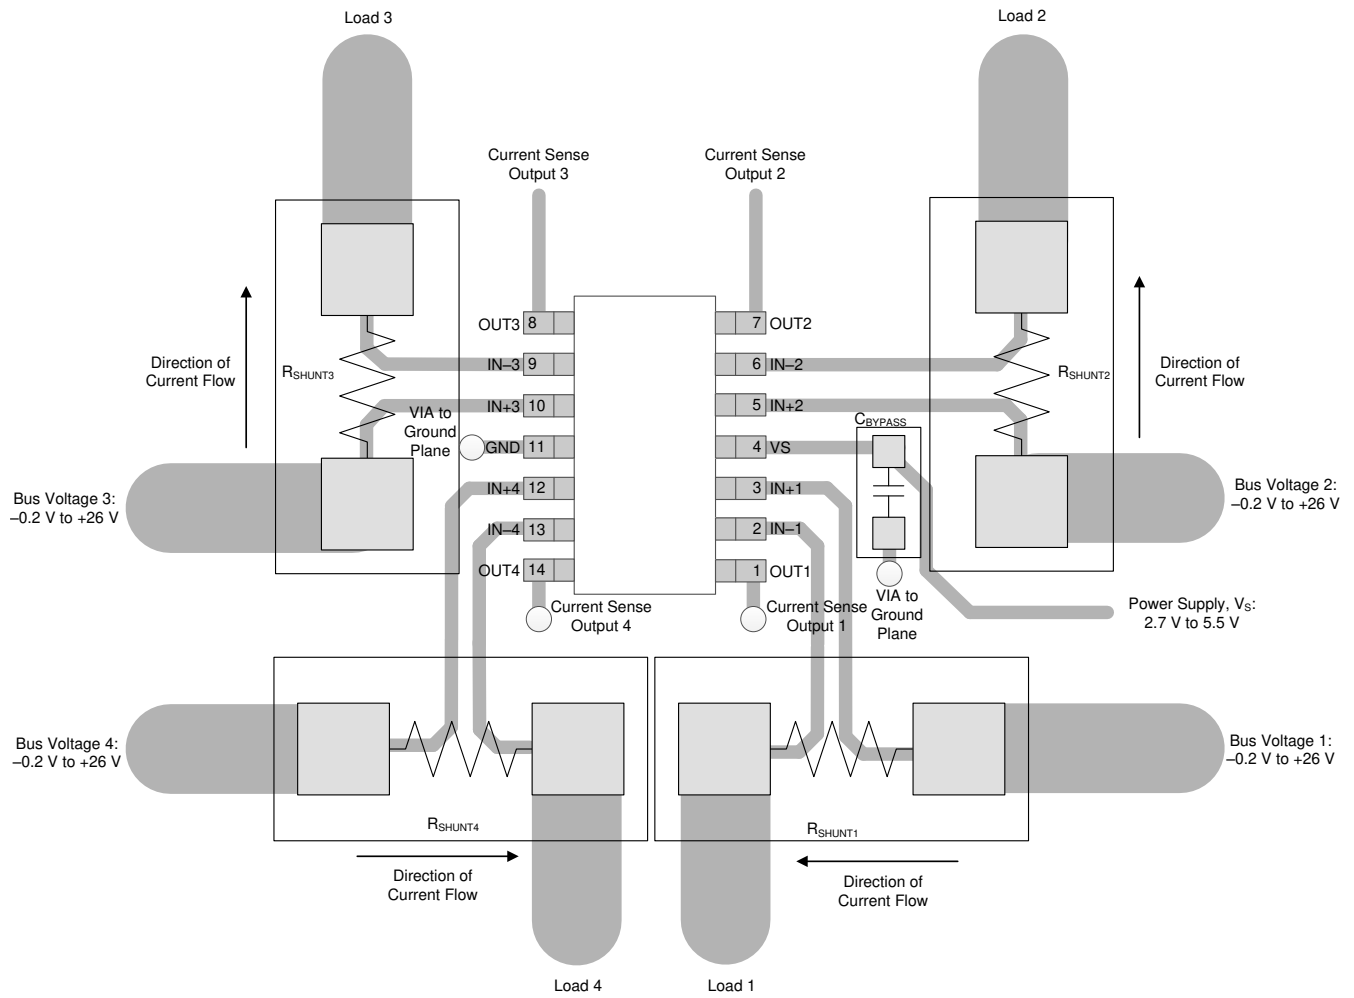 Load 3
Load 2
Current Sense
Output 3
Current Sense
Output 2
OUT3 8
7 OUT2
IN–3 9
6 IN–2
Direction of
Current Flow
RSHUNT3
RSHUNT2
Direction of
Current Flow
IN+3 10
5 IN+2
VIA to
Ground
Plane
CBYPASS
GND 11
4 VS
Bus Voltage 3:
–0.2 V to +26 V
IN+4 12
3 IN+1
Bus Voltage 2:
–0.2 V to +26 V
IN–4 13
2 IN–1
OUT4 14
1 OUT1
Current Sense
Output 4
Current Sense
Output 1
VIA to
Ground
Plane
Power Supply, VS:
2.7 V to 5.5 V
Bus Voltage 4:
–0.2 V to +26 V
Bus Voltage 1:
–0.2 V to +26 V
RSHUNT4
RSHUNT1
Direction of
Current Flow
Direction of
Current Flow
Load 4
Load 1